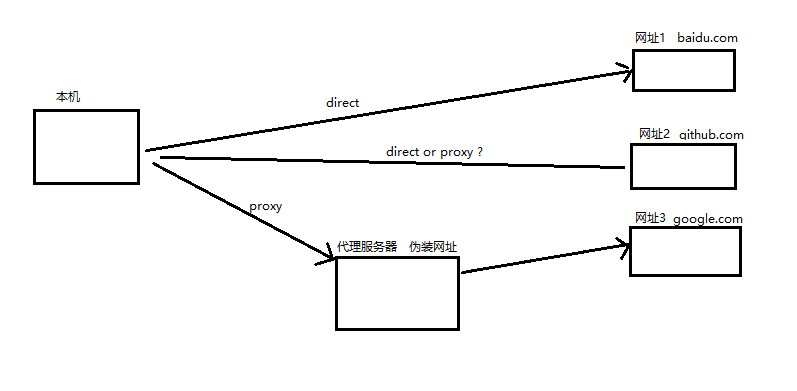 网址1 baidu.com
本机
direct
网址2 github.com
direct or proxy ?
proxy
网址3 google.com
代理服务器 伪装网址